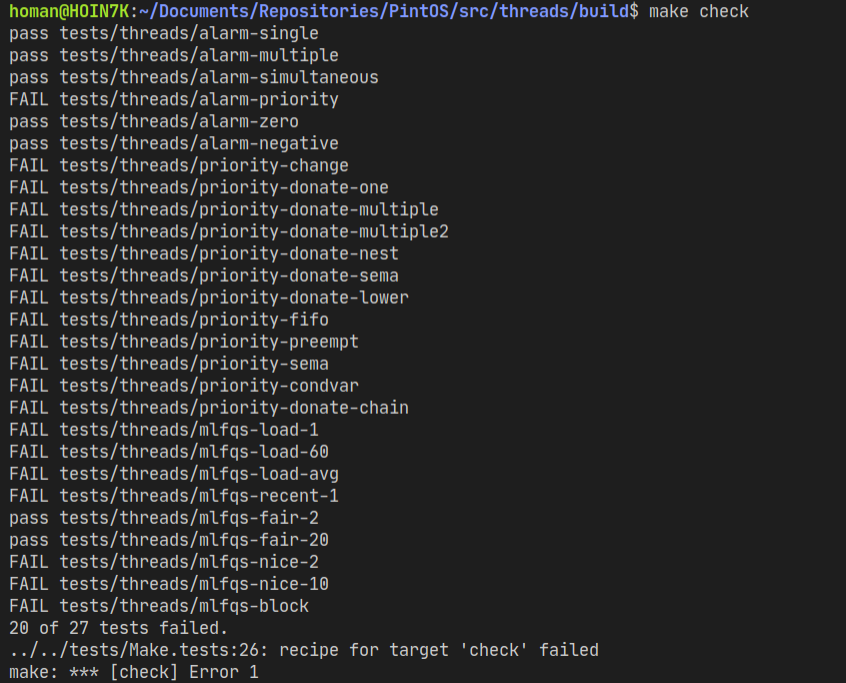 homan@HOIN7K:~/Documents/Repositories/PintOS/src/threads/build$ make check
pass tests/threads/alarm-single
pass tests/threads/alarm-multiple
pass tests/threads/alarm-simultaneous
FAIL tests/threads/alarm-priority
pass tests/threads/alarm-zero
pass tests/threads/alarm-negative
FAIL tests/threads/priority-change
FAIL tests/threads/priority-donate-one
FAIL tests/threads/priority-donate-multiple
FAIL tests/threads/priority-donate-multiple2
FAIL tests/threads/priority-donate-nest
FAIL tests/threads/priority-donate-sema
FAIL tests/threads/priority-donate-lower
FAIL tests/threads/priority-fifo
FAIL tests/threads/priority-preempt
FAIL tests/threads/priority-sema
FAIL tests/threads/priority-condvar
FAIL tests/threads/priority-donate-chain
FAIL tests/threads/mlfqs-load-1
FAIL tests/threads/mlfqs-load-60
FAIL tests/threads/mlfqs-load-avg
FAIL tests/threads/mlfqs-recent-1
pass tests/threads/mlfqs-fair-2
pass tests/threads/mlfqs-fair-20
FAIL tests/threads/mlfqs-nice-2
FAIL tests/threads/mlfqs-nice-10
FAIL tests/threads/mlfqs-block
20 of 27 tests failed.
../../tests/Make.tests:26: recipe for target 'check' failed
make: *** [check] Error 1